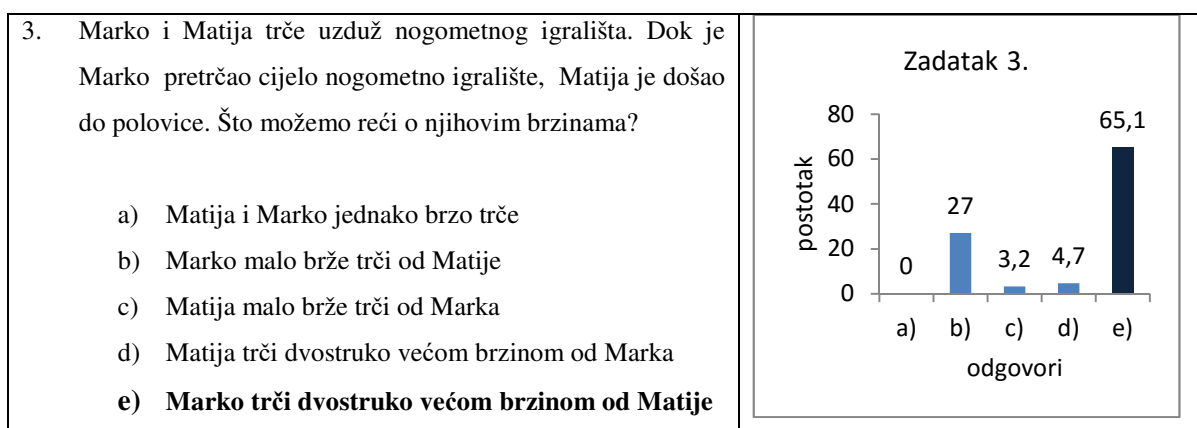 3. Marko i Matija trče uzduž nogometnog igrališta. Dok je
Marko pretrčao cijelo nogometno igralište, Matija je došao
do polovice. Što možemo reći o njihovim brzinama?
a) Matija i Marko jednako brzo trče
b) Marko malo brže trči od Matije
c) Matija malo brže trči od Marka
d) Matija trči dvostruko većom brzinom od Marka
e) Marko trči dvostruko većom brzinom od Matije
Zadatak 3.
postotak
80
60
40
20
0
0
27
3,2
4,7
65,1
a) b) c) d) e)
odgovori